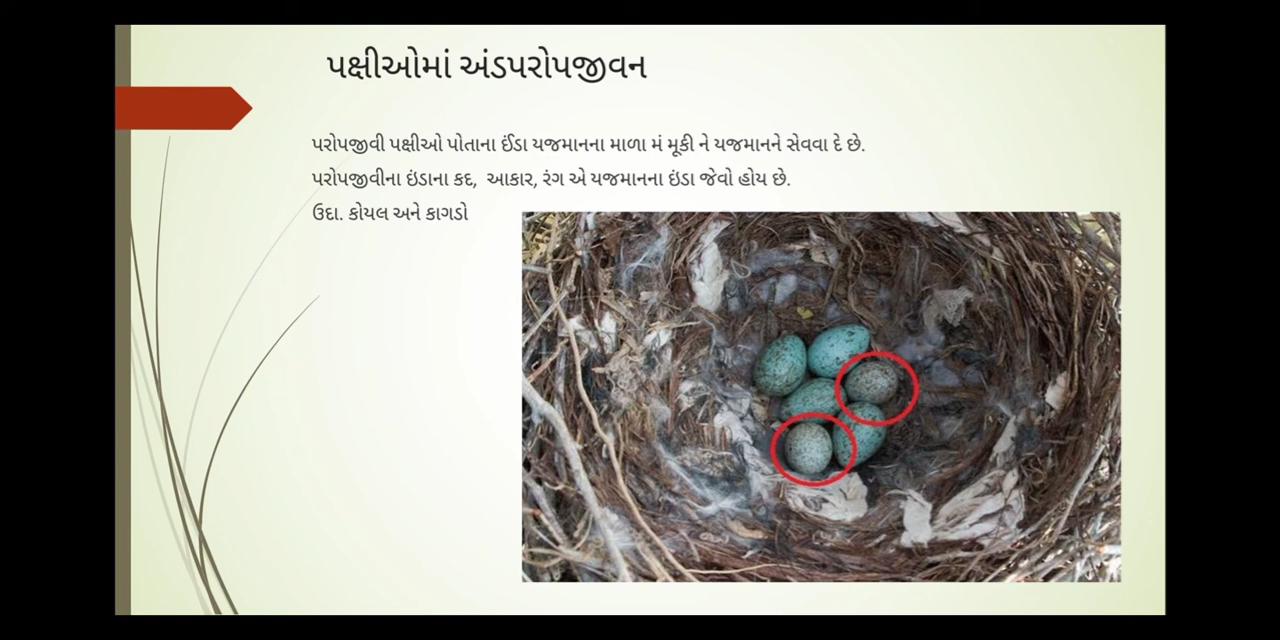 પક્ષીઓમાં અંડપરોપજીવન
પરોપજીવી પક્ષીઓ પોતાના ઈંડા યજમાનના માળા મં મૂકી ને યજમાનને સેવવા દે છે.
પરોપજીવીના ઇંડાના કદ, આકાર, રંગ એ યજમાનના ઇંડા જેવો હોય છે.
ઉદા. કોયલ અને કાગડો